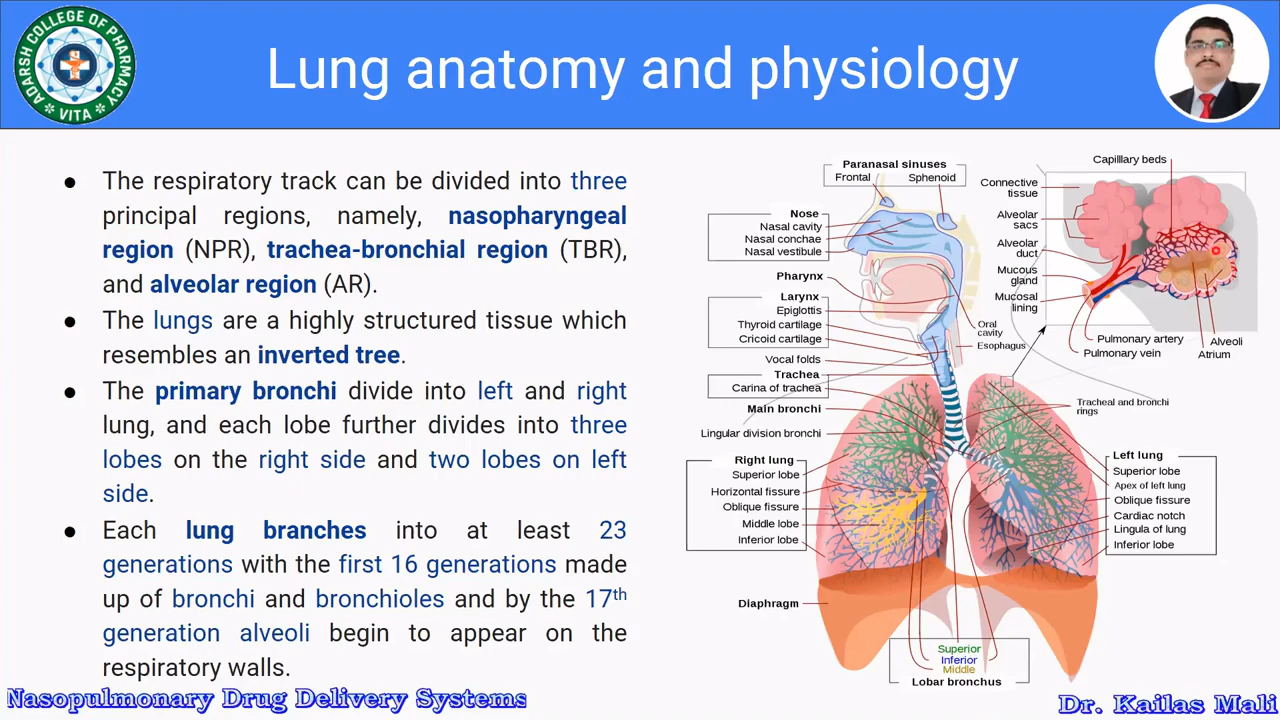 ADARSH COLLEGE OF PHARMACY
VITA
Lung anatomy and physiology
● The respiratory track can be divided into three
principal regions, namely, nasopharyngeal
region (NPR), trachea-bronchial region (TBR),
and alveolar region (AR).
● The lungs are a highly structured tissue which
resembles an inverted tree.
● The primary bronchi divide into left and right
lung, and each lobe further divides into three
lobes on the right side and two lobes on left
side.
● Each lung branches into at least 23
generations with the first 16 generations made
up of bronchi and bronchioles and by the 17th
generation alveoli begin to appear on the
respiratory walls.
Paranasal sinuses
Frontal
Sphenoid
Nose
Nasal cavity
Nasal conchae
Nasal vestibule
Pharynx
Larynx
Epiglottis
Thyroid cartilage
Cricoid cartilage
Vocal folds
Trachea
Carina of trachea
Main bronchi
Lingular division bronchi
Right lung
Superior lobe
Horizontal fissure
Oblique fissure
Middle lobe
Inferior lobe
Diaphragm
Oral
cavity
Esophagus
Capilllary beds
Connective
tissue
Alveolar
sacs
Alveolar
duct
Mucous
gland
Mucosal
lining
Pulmonary artery
Pulmonary vein
Alveoli
Atrium
Tracheal and bronchi
rings
Left lung
Superior lobe
Apex of left lung
Oblique fissure
Cardiac notch
Lingula of lung
Inferior lobe
Superior
Inferior
Middle
Lobar bronchus
Nasopulmonary Drug Delivery Systems
Dr. Kailas Mali